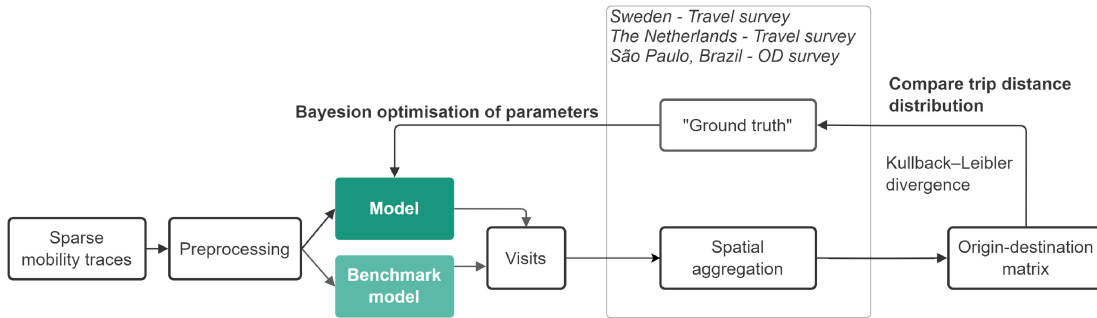 Sweden - Travel survey
The Netherlands - Travel survey
São Paulo, Brazil - OD survey
Compare trip distance
distribution
Bayesion optimisation of parameters
"Ground truth"
Kullback–Leibler
divergence
Model
Sparse
mobility traces
Preprocessing
Benchmark
model
Visits
Spatial
aggregation
Origin-destination
matrix